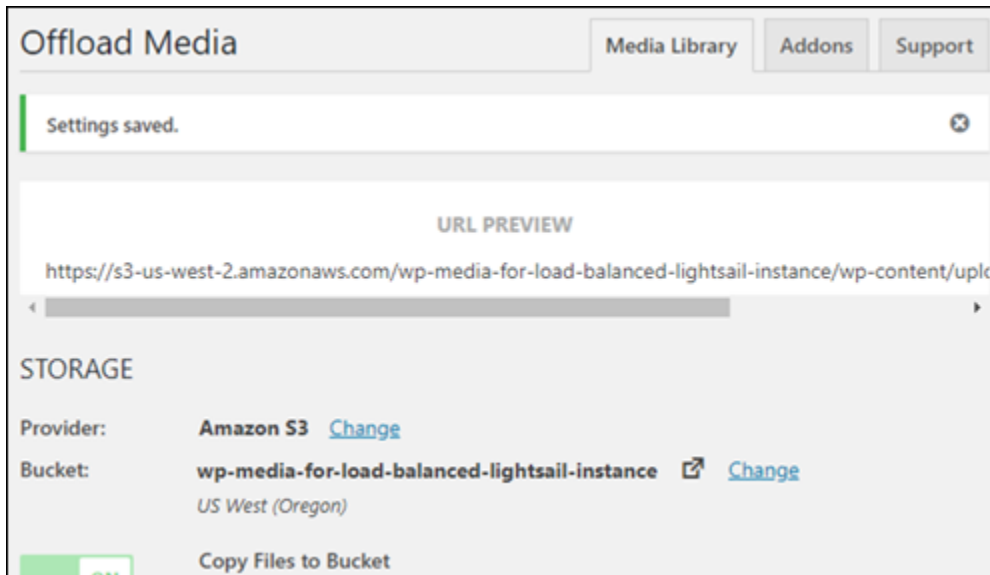 Offload Media
Media Library
Addons
Support
Settings saved.
URL PREVIEW
https://s3-us-west-2.amazonaws.com/wp-media-for-load-balanced-lightsail-instance/wp-content/uplo
STORAGE
Provider: Amazon S3 Change
Bucket: wp-media-for-load-balanced-lightsail-instance Change
US West (Oregon)
Copy Files to Bucket
ON